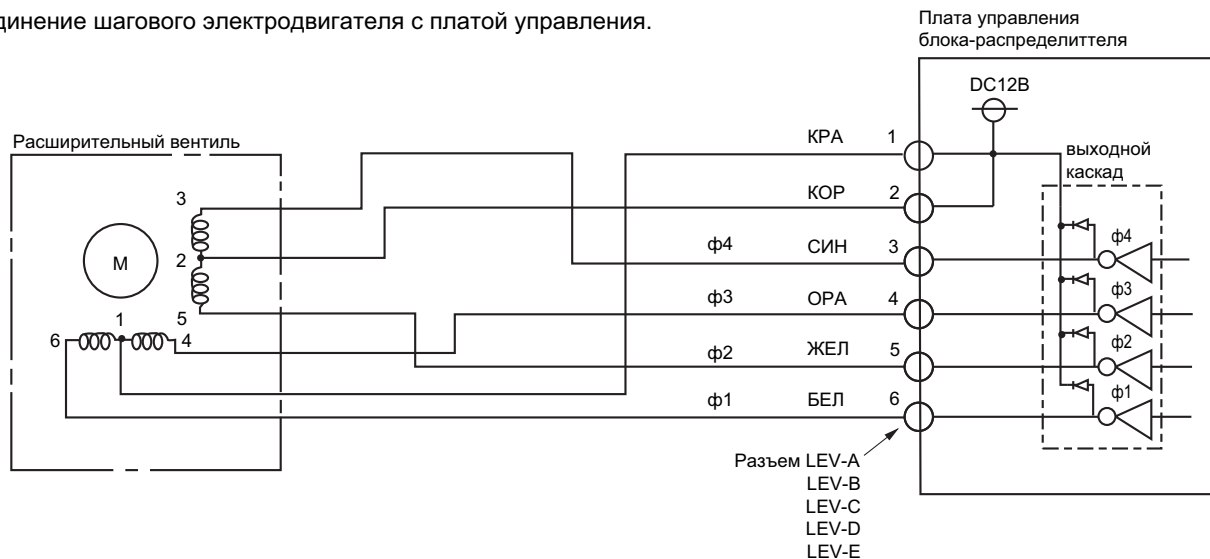 динение шагового электродвигателя с платой управления.
Плата управления
блока-распределиттеля
DC12В
Расширительный вентиль
КРА 1
выходной
каскад
КОР 2
3
ф4 СИН 3 ф4
2
М
ф3 ОРА 4 ф3
1 5
6 4
ф2 ЖЕЛ 5 ф2
ф1 БЕЛ 6 ф1
Разъем LEV-A
LEV-B
LEV-C
LEV-D
LEV-E